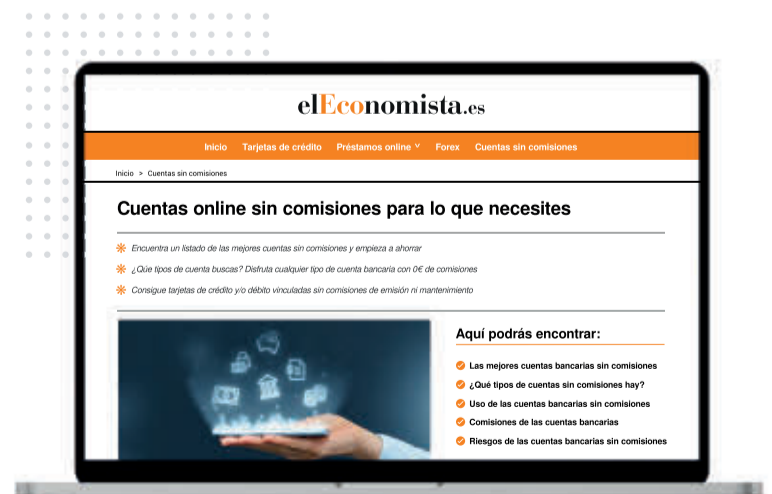 elEconomista.es
Inicio Tarjetas de crédito Préstamos online Forex Cuentas sin comisiones
Inicio > Cuentas sin comisiones
Cuentas online sin comisiones para lo que necesites
Encuentra un listado de las mejores cuentas sin comisiones y empieza a ahorrar
¿Qúe tipos de cuenta buscas? Disfruta cualquier tipo de cuenta bancaria con 0€ de comisiones
Consigue tarjetas de crédito y/o débito vinculadas sin comisiones de emisión ni mantenimiento
Aquí podrás encontrar:
Las mejores cuentas bancarias sin comisiones
¿Qué tipos de cuentas sin comisiones hay?
Uso de las cuentas bancarias sin comisiones
Comisiones de las cuentas bancarias
Riesgos de las cuentas bancarias sin comisiones